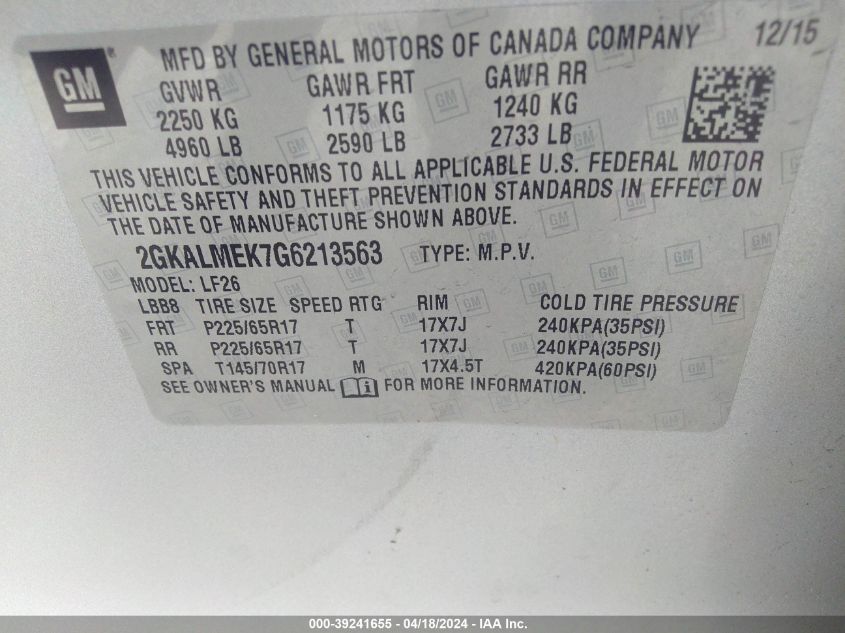 GM
MFD BY GENERAL MOTORS OF CANADA COMPANY 12/15
GVWR GAWR FRT GAWR RR
2250 KG 1175 KG 1240 KG
4960 LB 2590 LB 2733 LB
THIS VEHICLE CONFORMS TO ALL APPLICABLE U.S. FEDERAL MOTOR
VEHICLE SAFETY AND THEFT PREVENTION STANDARDS IN EFFECT ON
THE DATE OF MANUFACTURE SHOWN ABOVE.
2GKALMEK7G6213563 TYPE: M.P.V.
MODEL: LF26
LBB8 TIRE SIZE SPEED RTG RIM COLD TIRE PRESSURE
FRT P225/65R17 T 17X7J 240KPA(35PSI)
RR P225/65R17 T 17X7J 240KPA(35PSI)
SPA T145/70R17 M 17X4.5T 420KPA(60PSI)
SEE OWNER'S MANUAL FOR MORE INFORMATION.
000-39241655 - 04/18/2024 - IAA Inc.